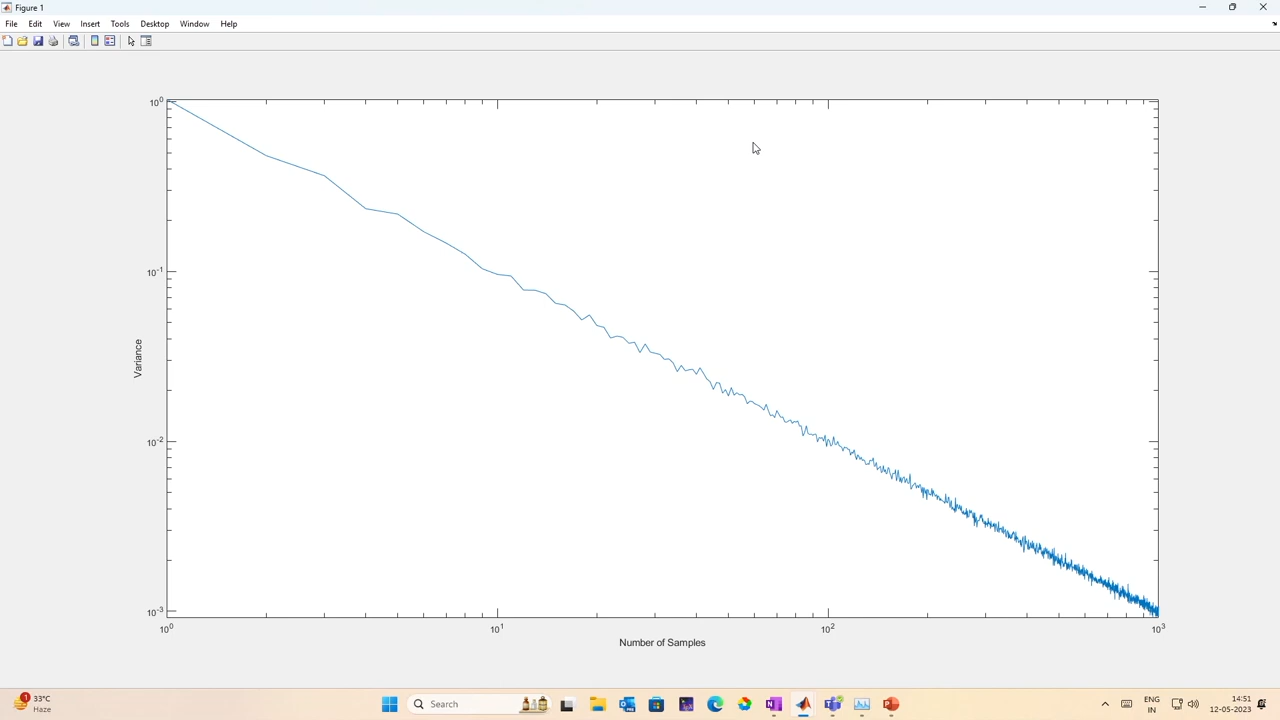 Figure 1
File Edit View Insert Tools Desktop Window Help
10^0
10^-1
Variance
10^-2
10^-3
10^0 10^1 10^2 10^3
Number of Samples
1
33°C
Haze
Search
ENG
IN
14:51
12-05-2023